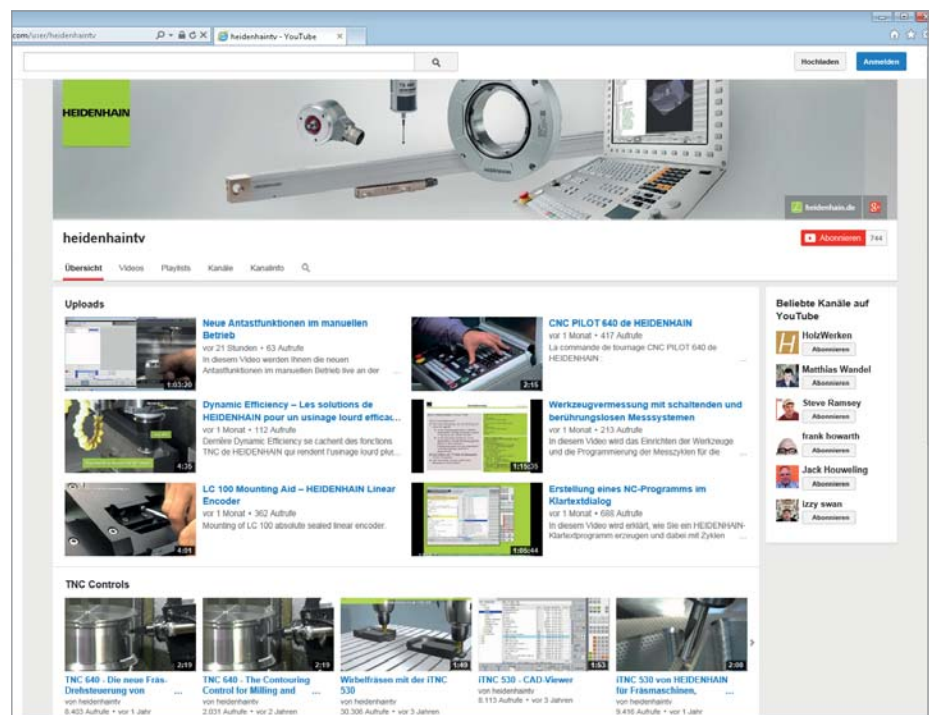 com/user/heidenhaintv
heidenhaintv - YouTube
Hochladen
Anmelden
HEIDENHAIN
heidenhain.de
heidenhaintv
Abonnieren 744
Übersicht Videos Playlists Kanäle Kanalinfo
Uploads
Neue Antastfunktionen im manuellen
Betrieb
vor 21 Stunden • 63 Aufrufe
In diesem Video werden Ihnen die neuen
Antastfunktionen im manuellen Betrieb live an der ...
1:03:20
CNC PILOT 640 de HEIDENHAIN
vor 1 Monat • 417 Aufrufe
La commande de tournage CNC PILOT 640 de
HEIDENHAIN : ...
2:15
Dynamic Efficiency – Les solutions de
HEIDENHAIN pour un usinage lourd efficac...
vor 1 Monat • 112 Aufrufe
Derrière Dynamic Efficiency se cachent des fonctions
TNC de HEIDENHAIN qui rendent l'usinage lourd plus...
4:35
Werkzeugvermessung mit schaltenden und
berührungslosen Messsystemen
vor 1 Monat • 213 Aufrufe
In diesem Video wird das Einrichten der Werkzeuge
und die Programmierung der Messzyklen für die ...
1:15:35
LC 100 Mounting Aid – HEIDENHAIN Linear
Encoder
vor 1 Monat • 362 Aufrufe
Mounting of LC 100 absolute sealed linear encoder.
4:01
Erstellung eines NC-Programms im
Klartextdialog
vor 1 Monat • 688 Aufrufe
In diesem Video wird erklärt, wie Sie ein HEIDENHAIN-
Klartextprogramm erzeugen und dabei mit Zyklen ...
1:05:44
Beliebte Kanäle auf
YouTube
HolzWerken
Abonnieren
Matthias Wandel
Abonnieren
Steve Ramsey
Abonnieren
frank howarth
Abonnieren
Jack Houweling
Abonnieren
izzy swan
Abonnieren
TNC Controls
2:19
TNC 640 - Die neue Fräs-
Drehsteuerung von ...
von heidenhaintv
8.403 Aufrufe • vor 1 Jahr
2:19
TNC 640 - The Contouring
Control for Milling and ...
von heidenhaintv
2.031 Aufrufe • vor 2 Jahren
1:49
Wirbelfräsen mit der iTNC
530
von heidenhaintv
30.306 Aufrufe • vor 3 Jahren
1:53
iTNC 530 - CAD-Viewer
von heidenhaintv
8.113 Aufrufe • vor 3 Jahren
2:08
iTNC 530 von HEIDENHAIN
für Fräsmaschinen, ...
von heidenhaintv
9.416 Aufrufe • vor 1 Jahr